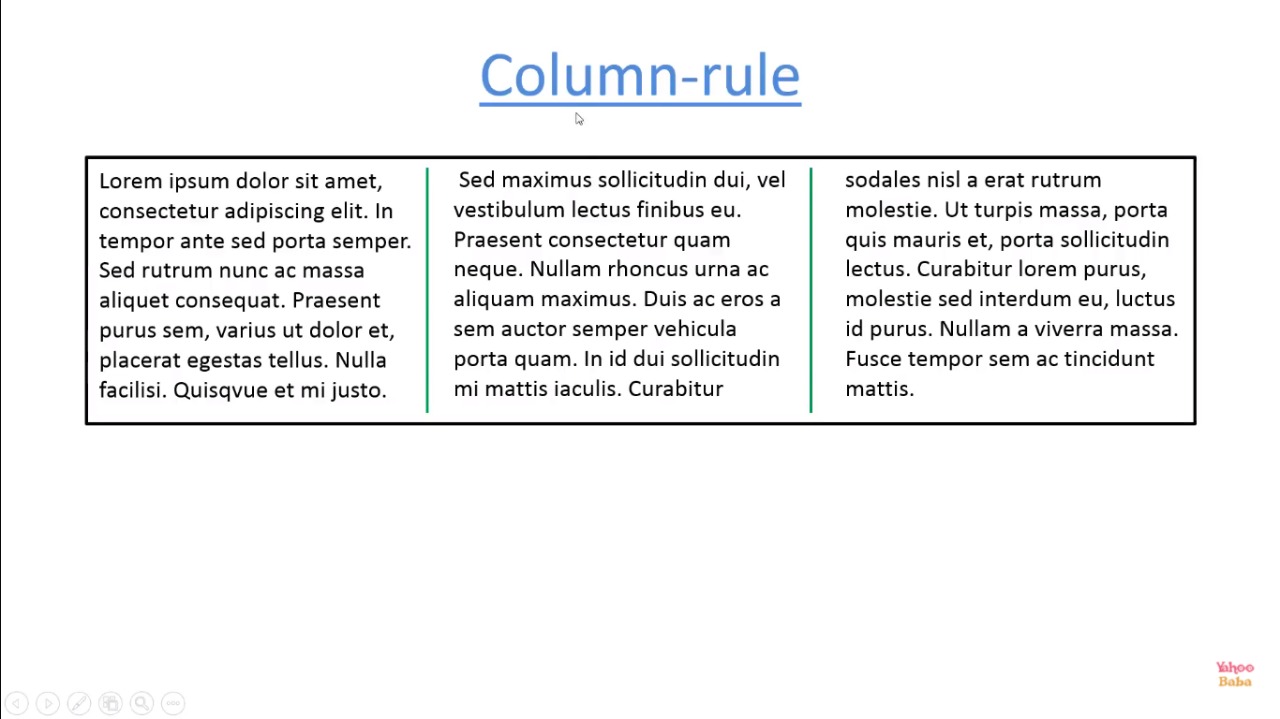 Column-rule
Lorem ipsum dolor sit amet,
consectetur adipiscing elit. In
tempor ante sed porta semper.
Sed rutrum nunc ac massa
aliquet consequat. Praesent
purus sem, varius ut dolor et,
placerat egestas tellus. Nulla
facilisi. Quisqvue et mi justo.
Sed maximus sollicitudin dui, vel
vestibulum lectus finibus eu.
Praesent consectetur quam
neque. Nullam rhoncus urna ac
aliquam maximus. Duis ac eros a
sem auctor semper vehicula
porta quam. In id dui sollicitudin
mi mattis iaculis. Curabitur
sodales nisl a erat rutrum
molestie. Ut turpis massa, porta
quis mauris et, porta sollicitudin
lectus. Curabitur lorem purus,
molestie sed interdum eu, luctus
id purus. Nullam a viverra massa.
Fusce tempor sem ac tincidunt
mattis.
Yahoo
Baba